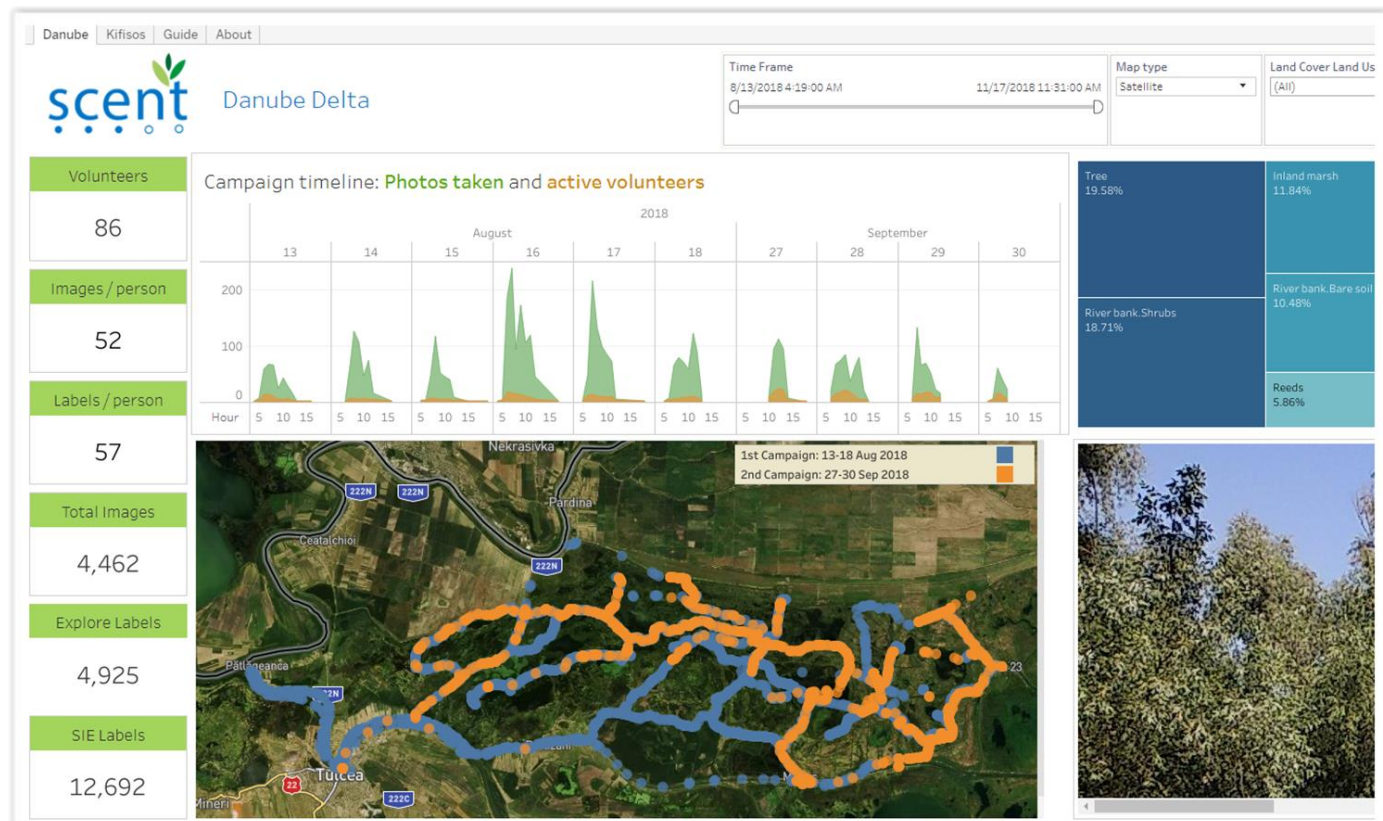 Danube Kifisos Guide About
scent
Danube Delta
Time Frame
8/13/2018 4:19:00 AM 11/17/2018 11:31:00 AM
Map type
Satellite
Land Cover Land Us
(All)
Volunteers
86
Images / person
52
Labels / person
57
Total Images
4,462
Explore Labels
4,925
SIE Labels
12,692
Campaign timeline: Photos taken and active volunteers
2018
August September
13 14 15 16 17 18 27 28 29 30
200
100
0
Hour 5 10 15 5 10 15 5 10 15 5 10 15 5 10 15 5 10 15 5 10 15 5 10 15 5 10 15 5 10 15
Tree
19.58%
River bank.Shrubs
18.71%
Inland marsh
11.84%
River bank.Bare soil
10.48%
Reeds
5.86%
1st Campaign: 13-18 Aug 2018
2nd Campaign: 27-30 Sep 2018
Nekrasivka
222N 222N
Pardina
Ceatalchioi
222N
Pătlăgeanca
23
Tulcea
22
222C
Mineri